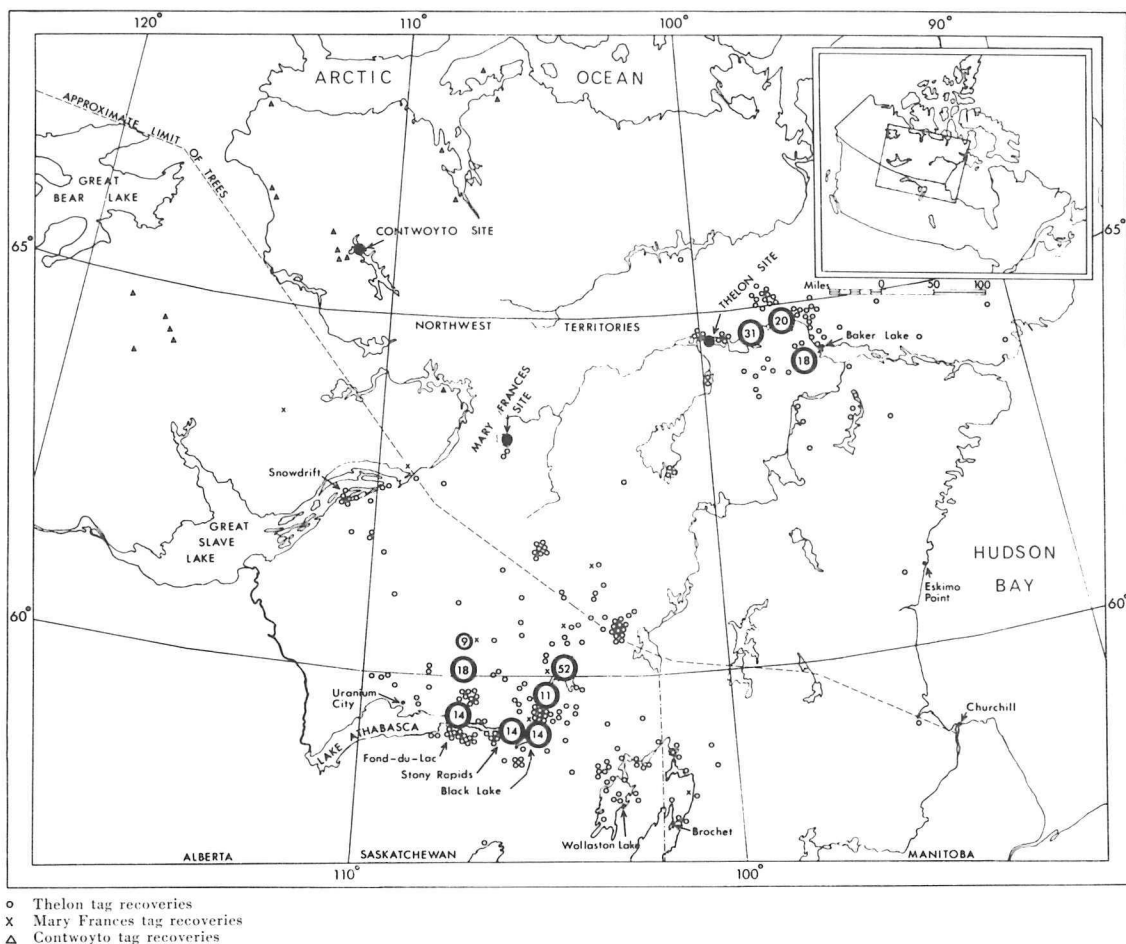 120°
110°
100°
90°
ARCTIC OCEAN
APPROXIMATE LIMIT OF TREES
GREAT BEAR LAKE
65°
65°
CONTWOYTO SITE
THELON SITE
Miles 0 50 100
NORTHWEST TERRITORIES
31
20
18
Baker Lake
MARY FRANCES SITE
Snowdrift
GREAT SLAVE LAKE
HUDSON BAY
Eskimo Point
60°
60°
9
18
52
11
14
14
14
Uranium City
LAKE ATHABASCA
Fond-du-Lac
Stony Rapids
Black Lake
Churchill
Wollaston Lake
Brochet
ALBERTA
SASKATCHEWAN
MANITOBA
110°
100°
o Thelon tag recoveries
x Mary Frances tag recoveries
△ Contwoyto tag recoveries